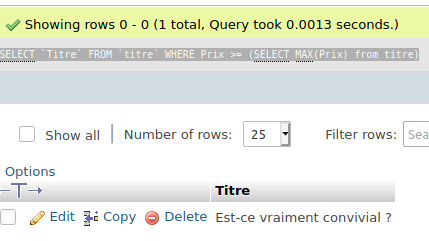 Showing rows 0 - 0 (1 total, Query took 0.0013 seconds.)
SELECT `Titre` FROM `titre` WHERE Prix >= (SELECT MAX(Prix) from titre)
Show all Number of rows: 25 Filter rows: Sea
Options
Titre
Edit Copy Delete Est-ce vraiment convivial ?